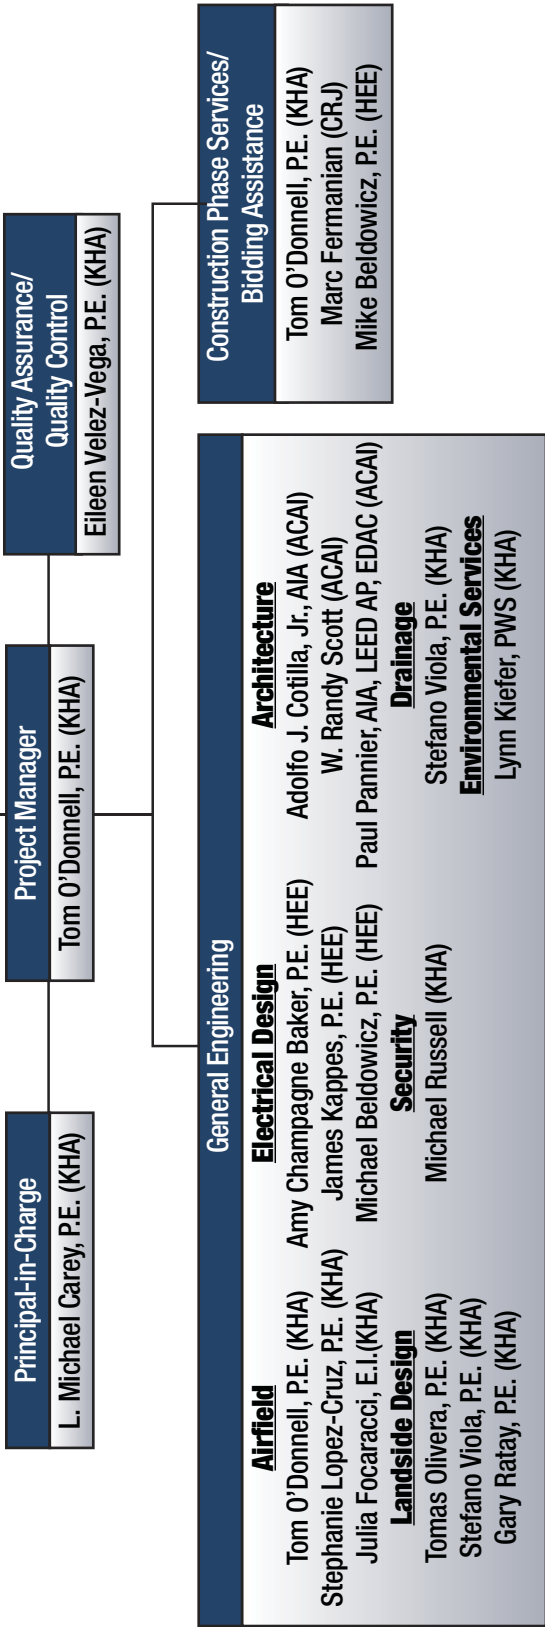 Principal-in-Charge
L. Michael Carey, P.E. (KHA)
Project Manager
Tom O'Donnell, P.E. (KHA)
Quality Assurance/
Quality Control
Eileen Velez-Vega, P.E. (KHA)
General Engineering
Airfield
Tom O'Donnell, P.E. (KHA)
Stephanie Lopez-Cruz, P.E. (KHA)
Julia Focaracci, E.I.(KHA)
Landside Design
Tomas Olivera, P.E. (KHA)
Stefano Viola, P.E. (KHA)
Gary Ratay, P.E. (KHA)
Electrical Design
Amy Champagne Baker, P.E. (HEE)
James Kappes, P.E. (HEE)
Michael Beldowicz, P.E. (HEE)
Security
Michael Russell (KHA)
Architecture
Adolfo J. Cotilla, Jr., AIA (ACAI)
W. Randy Scott (ACAI)
Paul Pannier, AIA, LEED AP, EDAC (ACAI)
Drainage
Stefano Viola, P.E. (KHA)
Environmental Services
Lynn Kiefer, PWS (KHA)
Construction Phase Services/
Bidding Assistance
Tom O'Donnell, P.E. (KHA)
Marc Fermanian (CRJ)
Mike Beldowicz, P.E. (HEE)